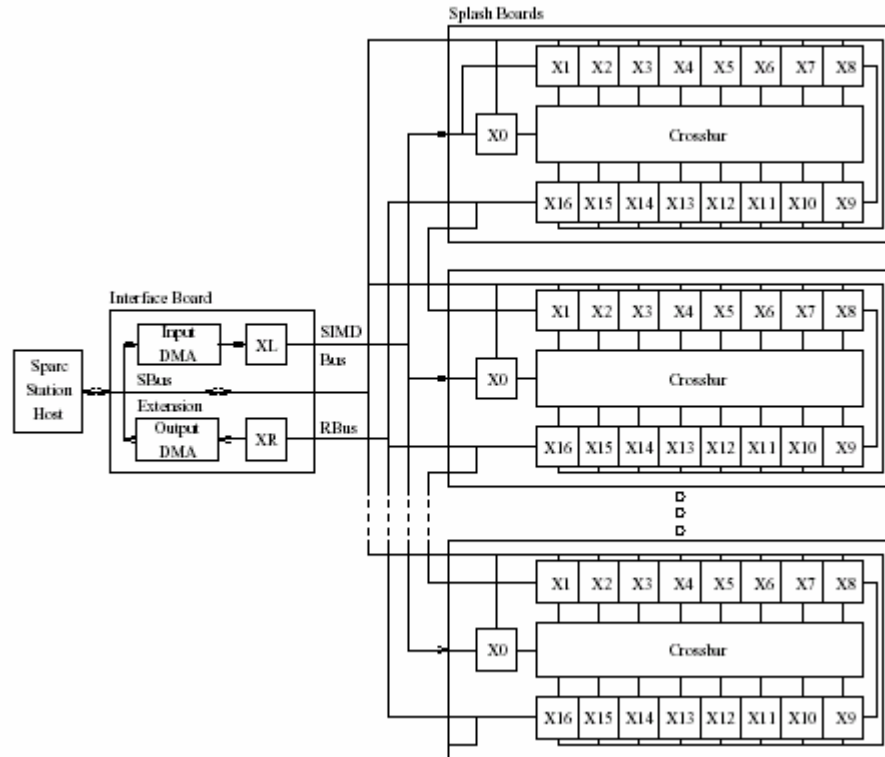 Splash Boards
X1 X2 X3 X4 X5 X6 X7 X8
X0
Crossbar
X16 X15 X14 X13 X12 X11 X10 X9
X1 X2 X3 X4 X5 X6 X7 X8
X0
Crossbar
X16 X15 X14 X13 X12 X11 X10 X9
Interface Board
Input
DMA
XL
SIMD
Bus
Sparc
Station
Host
SBus
Extension
Output
DMA
XR
RBus
X1 X2 X3 X4 X5 X6 X7 X8
X0
Crossbar
X16 X15 X14 X13 X12 X11 X10 X9